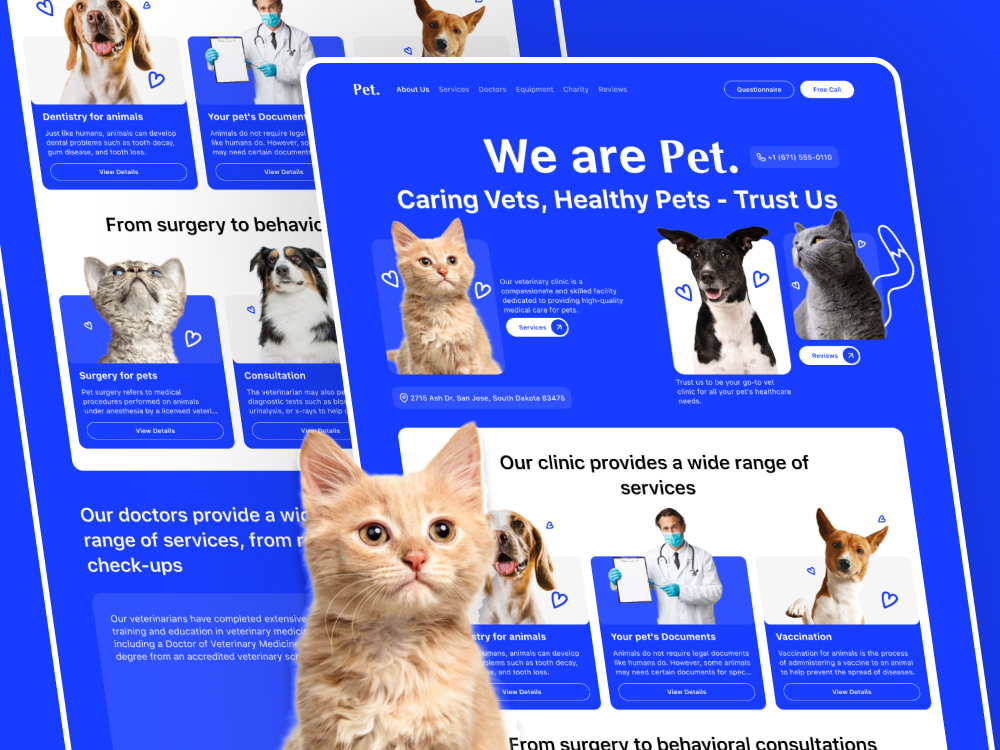 Dentistry for animals
Just like humans, animals can develop
dental problems such as tooth decay,
gum disease, and tooth loss.
View Details
Your pet's Document
Animals do not require legal
like humans do. However, so
may need certain documents
View Details
From surgery to behavio
Surgery for pets
Pet surgery refers to medical
procedures performed on animals
under anesthesia by a licensed veteri...
View Details
Consultation
The veterinarian may also pe
diagnostic tests such as bloo
urinalysis, or x-rays to help
View Details
Our doctors provide a wi
range of services, from
check-ups
Our veterinarians have completed extensive
training and education in veterinary medici
including a Doctor of Veterinary Medicine
degree from an accredited veterinary sch
Pet.
About Us
Services
Doctors
Equipment
Charity
Reviews
Questionnaire
Free Call
We are Pet.
+1 (671) 555-0110
Caring Vets, Healthy Pets - Trust Us
Our veterinary clinic is a
compassionate and skilled facility
dedicated to providing high-quality
medical care for pets.
Services
Reviews
Trust us to be your go-to vet
clinic for all your pet's healthcare
needs.
2715 Ash Dr. San Jose, South Dakota 83475
Our clinic provides a wide range of
services
stry for animals
umans, animals can develop
blems such as tooth decay,
se, and tooth loss.
View Details
Your pet's Documents
Animals do not require legal documents
like humans do. However, some animals
may need certain documents for spec...
View Details
Vaccination
Vaccination for animals is the process
of administering a vaccine to an animal
to help prevent the spread of diseases.
View Details
From surgery to behavioral consultations